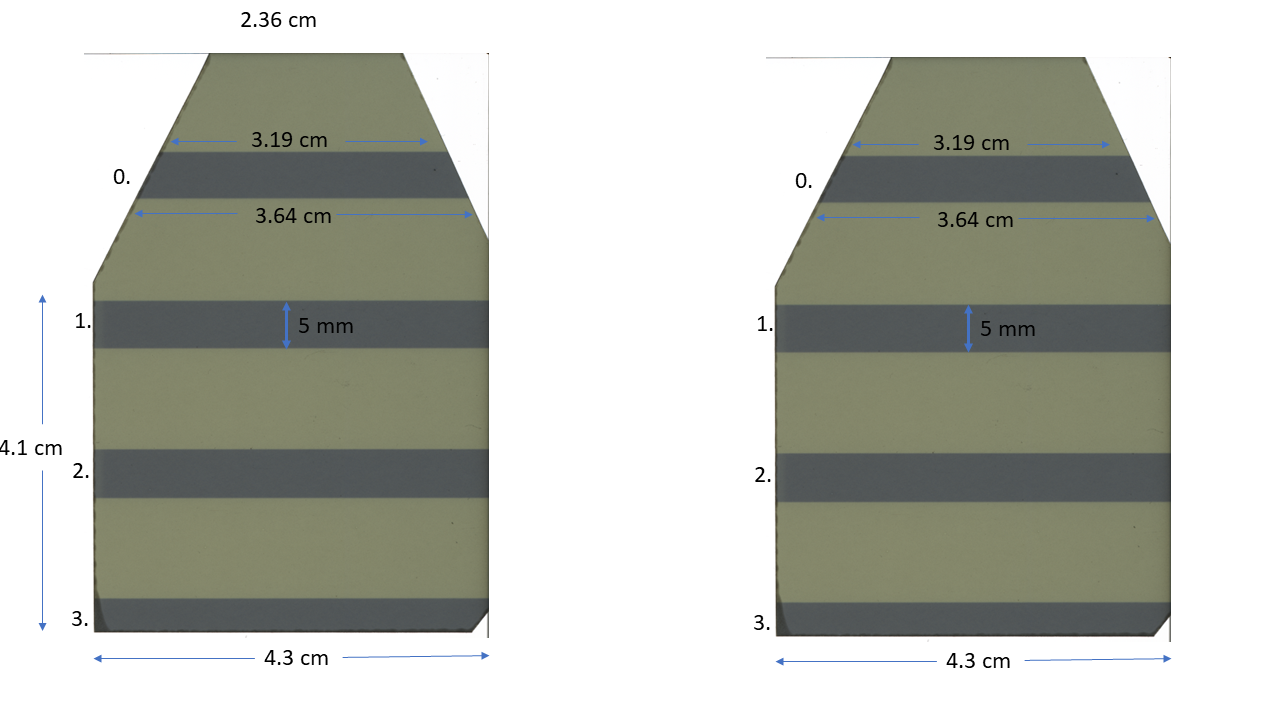 2.36 cm
3.19 cm
0.
3.64 cm
1.
5 mm
4.1 cm
2.
3.
4.3 cm
3.19 cm
0.
3.64 cm
1.
5 mm
2.
3.
4.3 cm